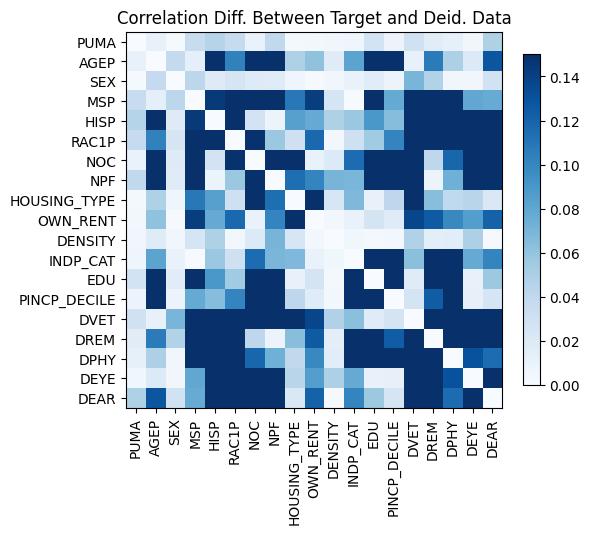 Correlation Diff. Between Target and Deid. Data
PUMA
AGEP
SEX
MSP
HISP
RAC1P
NOC
NPF
HOUSING_TYPE
OWN_RENT
DENSITY
INDP_CAT
EDU
PINCP_DECILE
DVET
DREM
DPHY
DEYE
DEAR
PUMA
AGEP
SEX
MSP
HISP
RAC1P
NOC
NPF
HOUSING_TYPE
OWN_RENT
DENSITY
INDP_CAT
EDU
PINCP_DECILE
DVET
DREM
DPHY
DEYE
DEAR
0.14
0.12
0.10
0.08
0.06
0.04
0.02
0.00